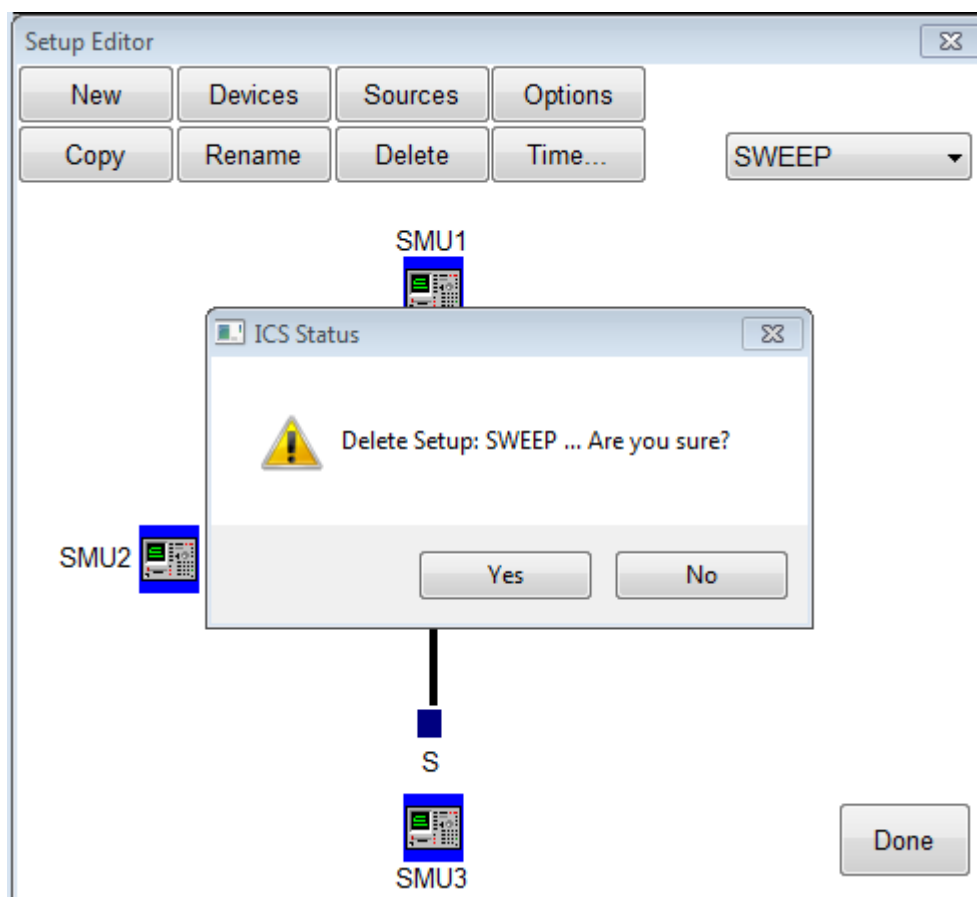 Setup Editor
New Devices Sources Options
Copy Rename Delete Time... SWEEP
SMU1
ICS Status
Delete Setup: SWEEP ... Are you sure?
SMU2
Yes No
S
Done
SMU3